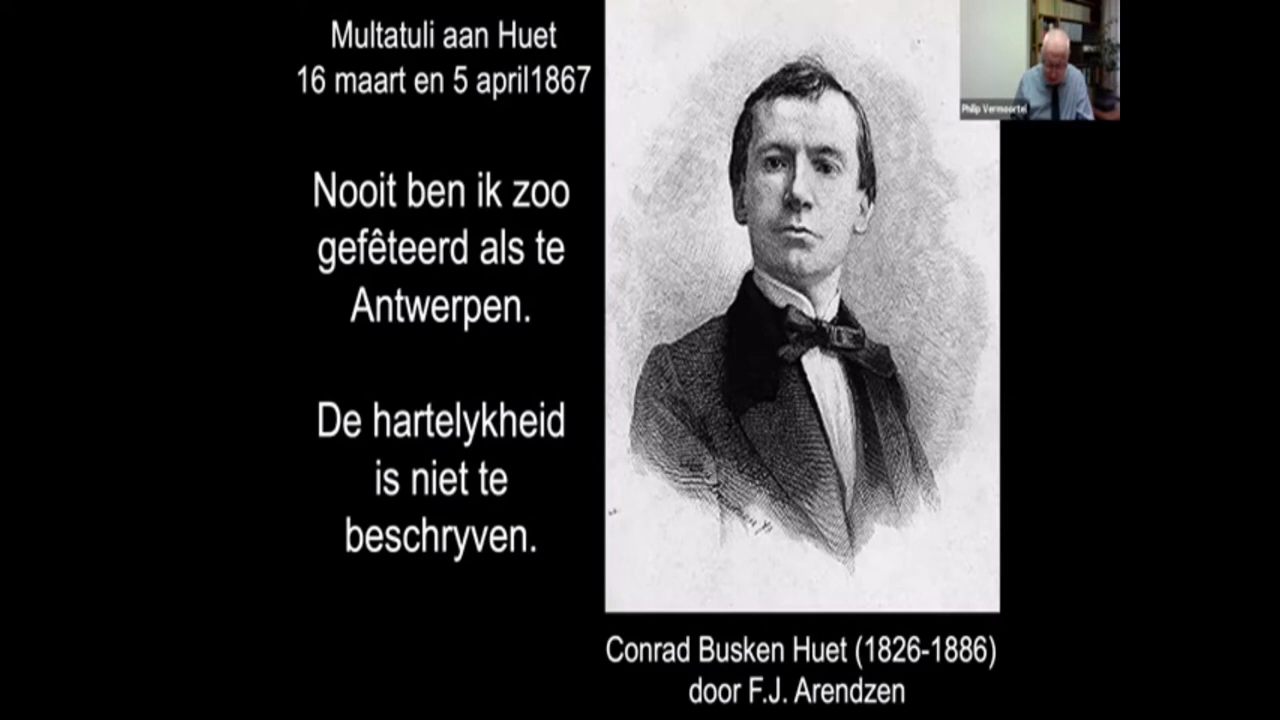 Multatuli aan Huet
16 maart en 5 april1867
Nooit ben ik zoo
gefêteerd als te
Antwerpen.
De hartelykheid
is niet te
beschryven.
Philip Vermoortel
Conrad Busken Huet (1826-1886)
door F.J. Arendzen